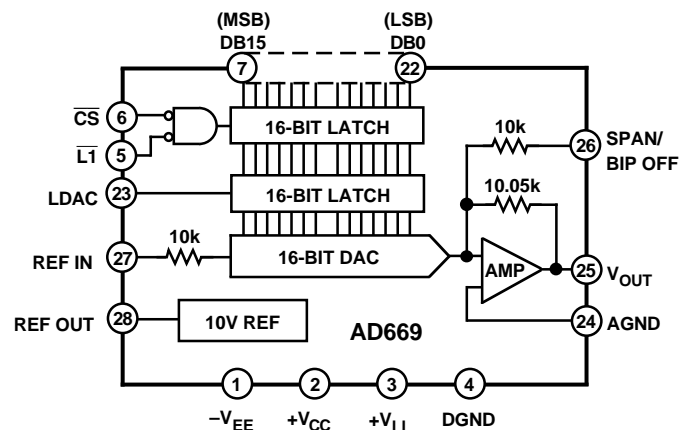 (MSB) (LSB)
DB15 DB0
7 22
CS 6
16-BIT LATCH
10k
26 SPAN/
BIP OFF
L1 5
10.05k
LDAC 23
16-BIT LATCH
REF IN 27
10k
16-BIT DAC
AMP
25 VOUT
REF OUT 28
10V REF
AD669
24 AGND
1 2 3 4
–VEE +VCC +VLL DGND